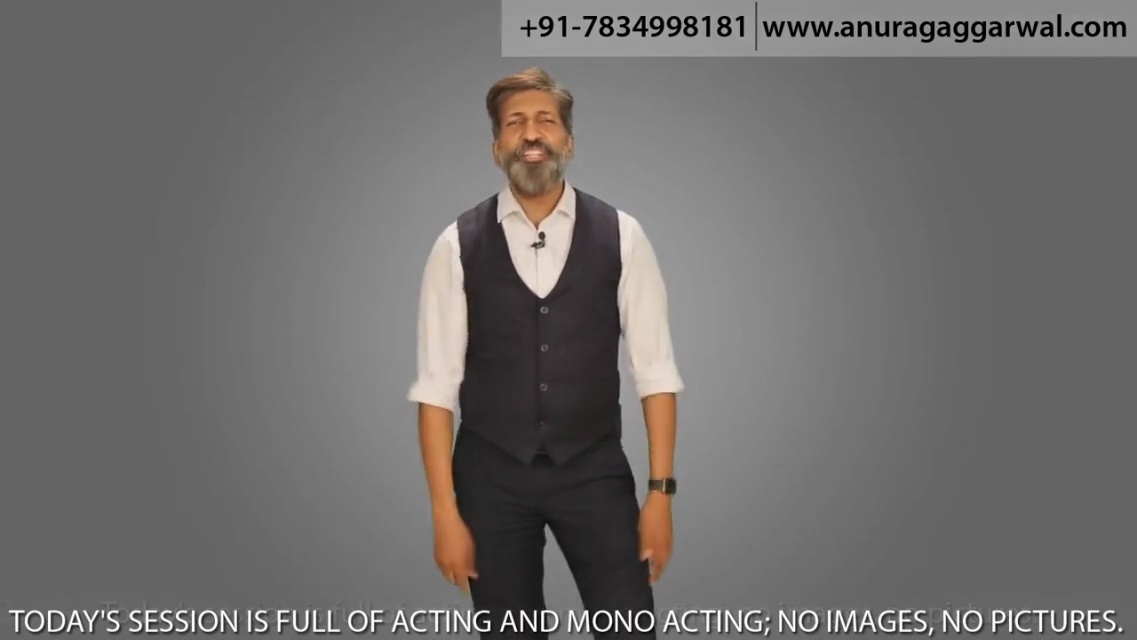 +91-7834998181 | www.anuragaggarwal.com
TODAY'S SESSION IS FULL OF ACTING AND MONO ACTING; NO IMAGES, NO PICTURES.